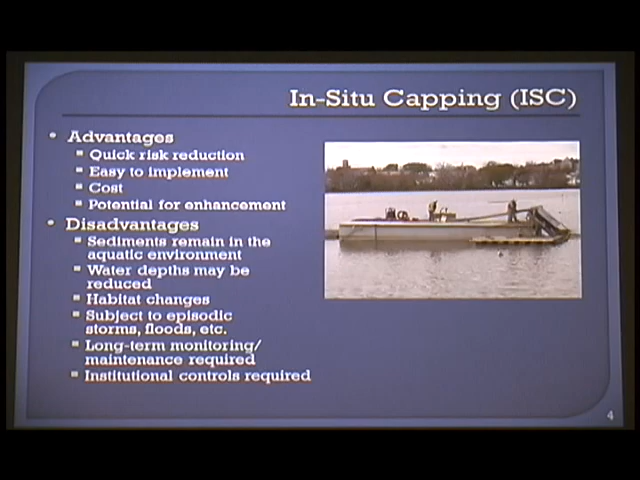 In-Situ Capping (ISC)
• Advantages
▪ Quick risk reduction
▪ Easy to implement
▪ Cost
▪ Potential for enhancement
• Disadvantages
▪ Sediments remain in the
aquatic environment
▪ Water depths may be
reduced
▪ Habitat changes
▪ Subject to episodic
storms, floods, etc.
▪ Long-term monitoring/
maintenance required
▪ Institutional controls required
4